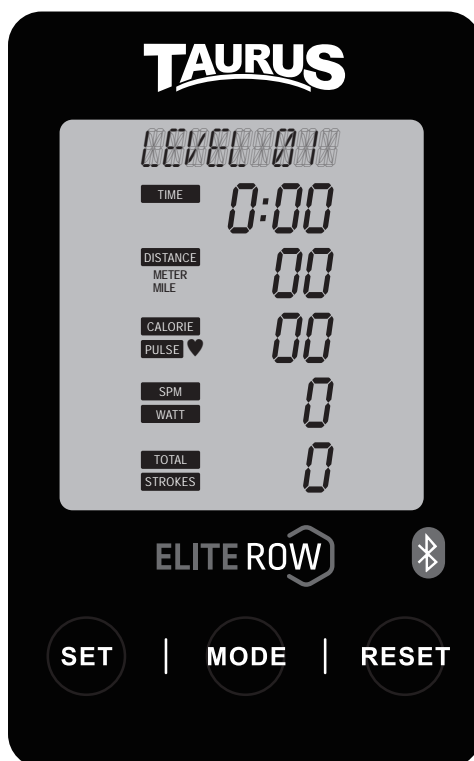 TAURUS
LEVEL 01
TIME 0:00
DISTANCE 00
METER
MILE
CALORIE 00
PULSE
SPM 0
WATT
TOTAL 0
STROKES
ELITE ROW
SET | MODE | RESET